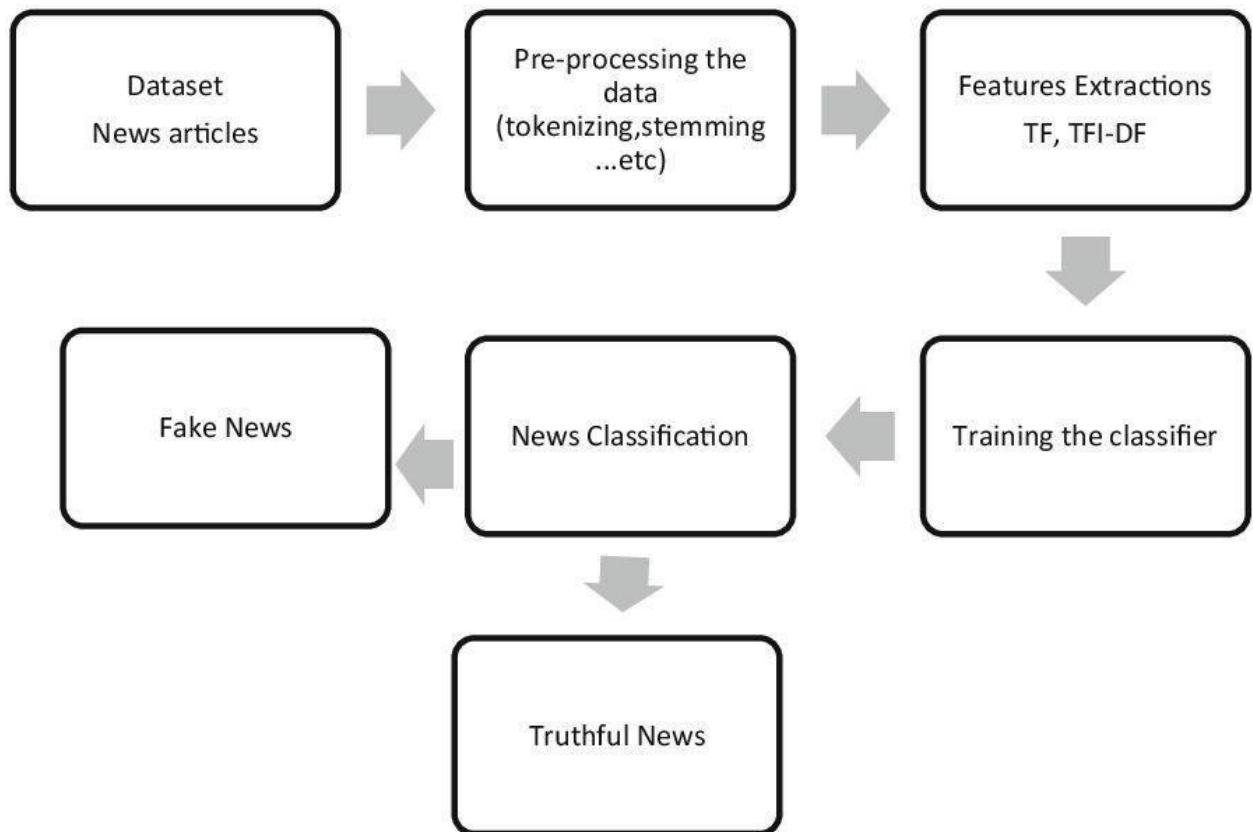 Dataset
News articles
Pre-processing the
data
(tokenizing,stemming
...etc)
Features Extractions
TF, TFI-DF
Fake News
News Classification
Training the classifier
Truthful News